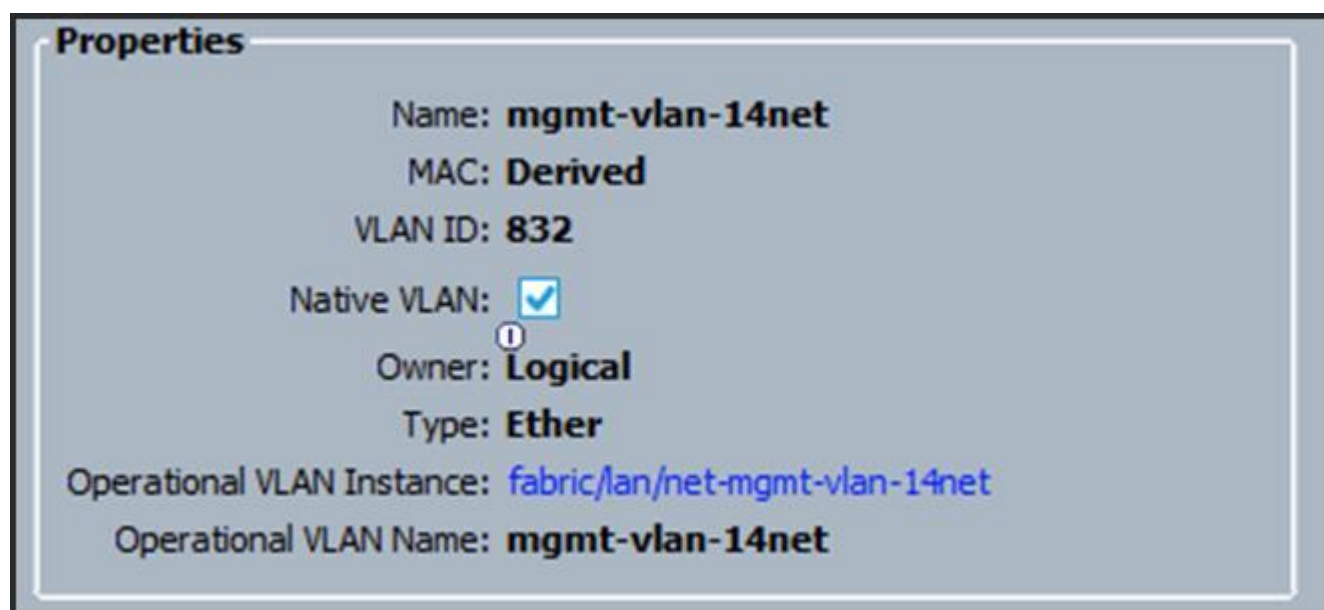 Properties
Name: mgmt-vlan-14net
MAC: Derived
VLAN ID: 832
Native VLAN:
Owner: Logical
Type: Ether
Operational VLAN Instance: fabric/lan/net-mgmt-vlan-14net
Operational VLAN Name: mgmt-vlan-14net